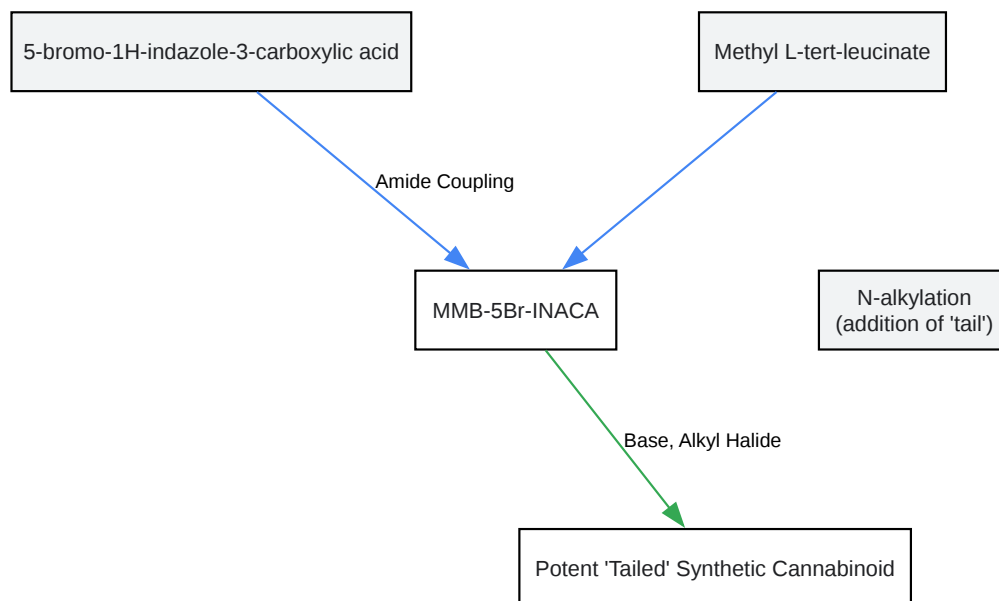 5-bromo-1H-indazole-3-carboxylic acid
Methyl L-tert-leucinate
Amide Coupling
MMB-5Br-INACA
N-alkylation
(addition of 'tail')
Base, Alkyl Halide
Potent 'Tailed' Synthetic Cannabinoid